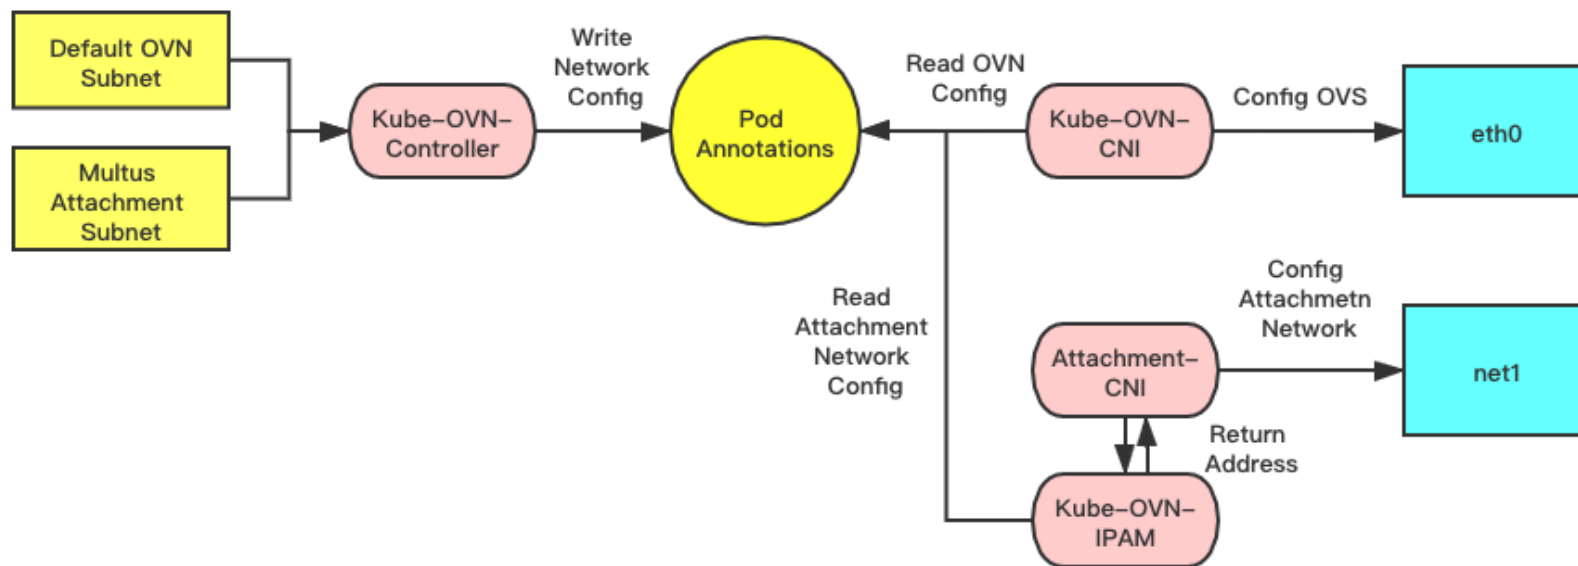 Default OVN
Subnet
Multus
Attachment
Subnet
Kube-OVN-
Controller
Write
Network
Config
Pod
Annotations
Read OVN
Config
Kube-OVN-
CNI
Config OVS
eth0
Read
Attachment
Network
Config
Attachment-
CNI
Config
Attachmetn
Network
net1
Return
Address
Kube-OVN-
IPAM